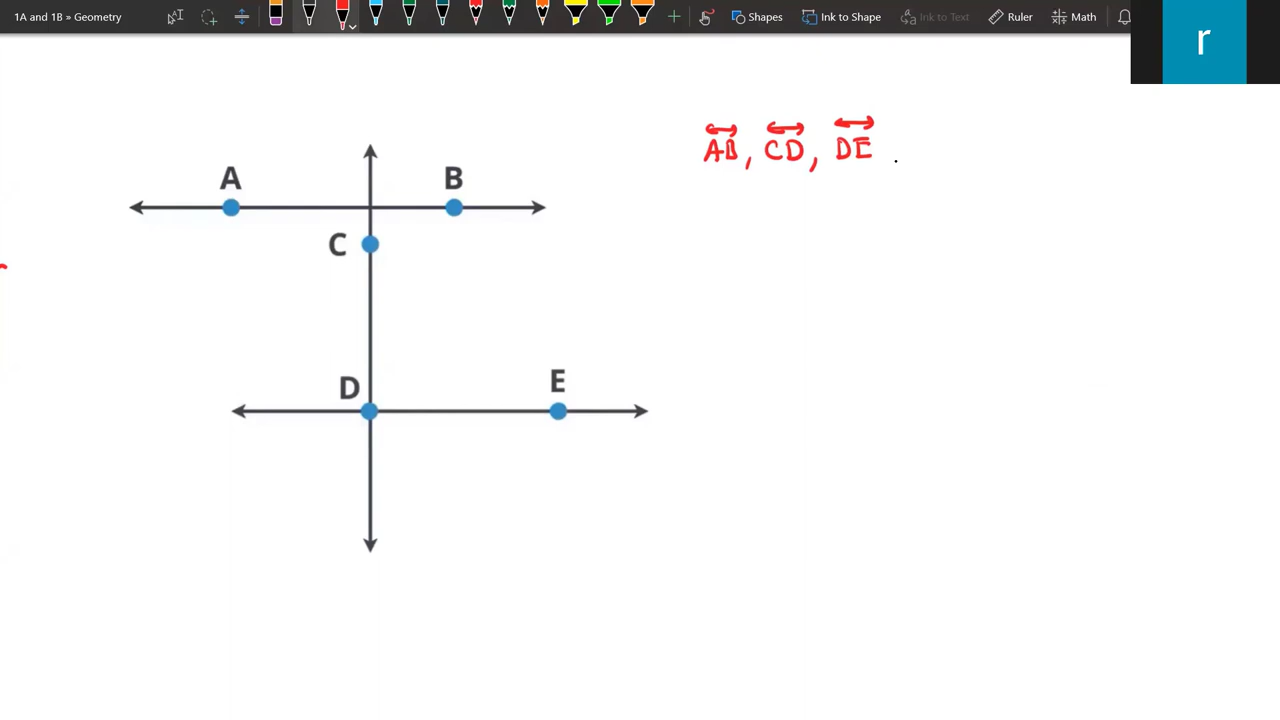 1A and 1B » Geometry
Shapes
Ink to Shape
Ink to Text
Ruler
Math
r
AB, CD, DE
A
B
C
D
E